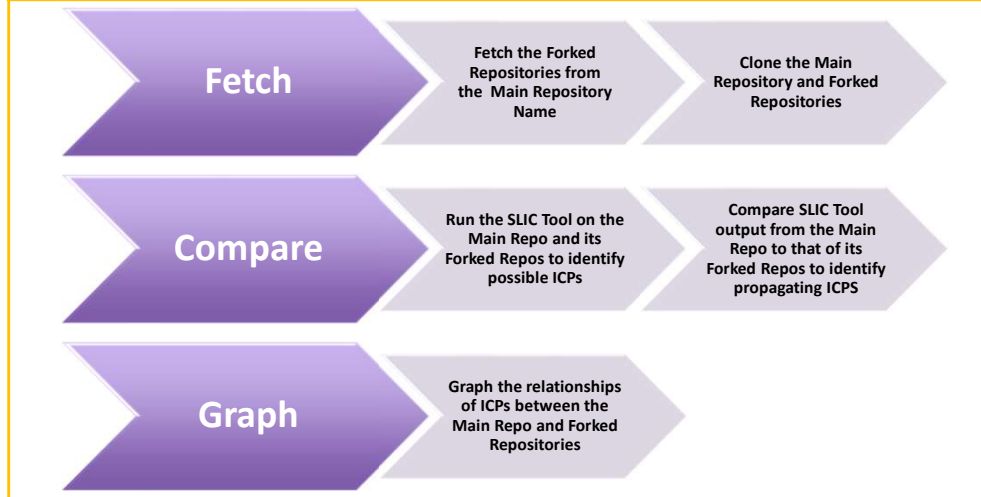 Fetch
Fetch the Forked
Repositories from
the Main Repository
Name
Clone the Main
Repository and Forked
Repositories
Compare
Run the SLIC Tool on the
Main Repo and its
Forked Repos to identify
possible ICPs
Compare SLIC Tool
output from the Main
Repo to that of its
Forked Repos to identify
propagating ICPS
Graph
Graph the relationships
of ICPs between the
Main Repo and Forked
Repositories